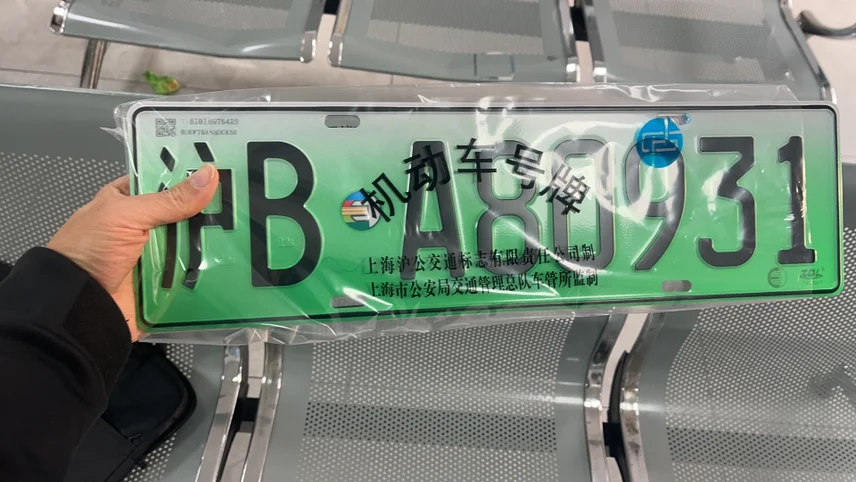 沪B A80931
机动车号牌
上海沪公交通标志有限责任公司制
上海市公安局交通管理总队车管所监制